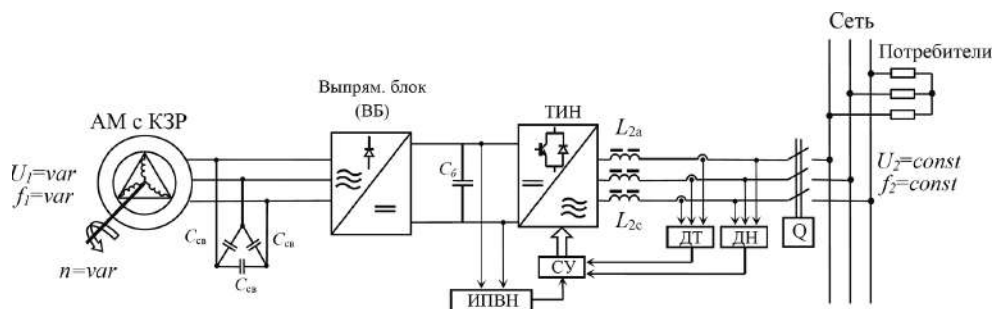 Сеть
Потребители
Выпрям. блок
(ВБ)
ТИН
АМ с КЗР
L2a
U1=var
f1=var
Cб
U2=const
f2=const
L2c
Cсв
Cсв
ДТ
ДН
Q
n=var
Cсв
СУ
ИПВН